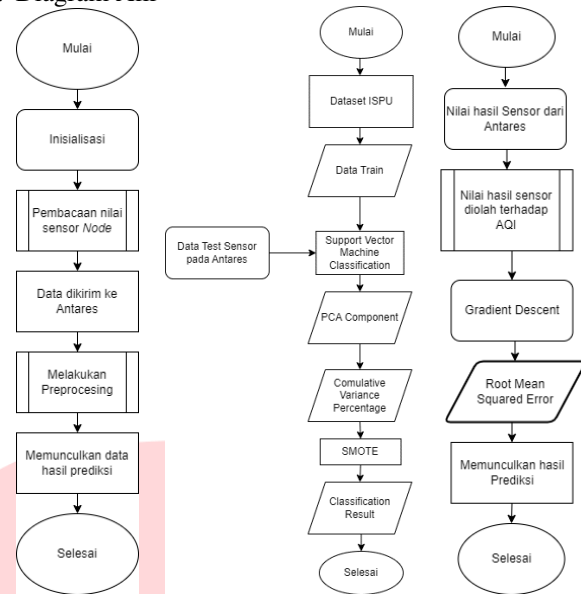 Diagram Alir
Mulai
Inisialisasi
Pembacaan nilai
sensor Node
Data dikirim ke
Antares
Melakukan
Preprocesing
Memunculkan data
hasil prediksi
Selesai
Mulai
Dataset ISPU
Data Train
Data Test Sensor
pada Antares
Support Vector
Machine
Classification
PCA Component
Comulative
Variance
Percentage
SMOTE
Classification
Result
Selesai
Mulai
Nilai hasil Sensor dari
Antares
Nilai hasil sensor
diolah terhadap
AQI
Gradient Descent
Root Mean
Squared Error
Memunculkan hasil
Prediksi
Selesai